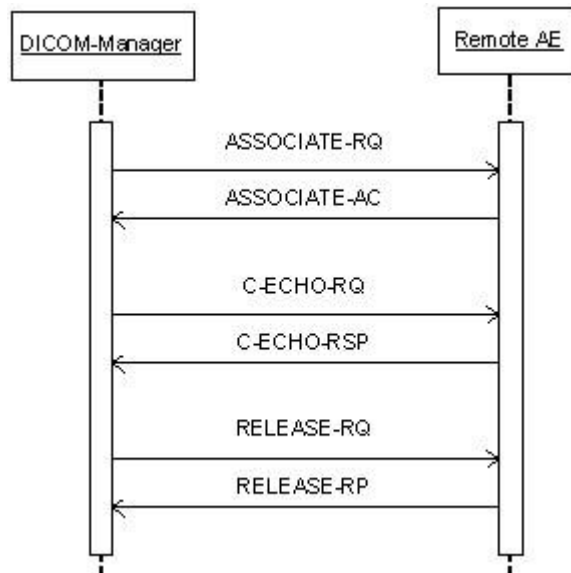 DICOM-Manager
Remote AE
ASSOCIATE-RQ
ASSOCIATE-AC
C-ECHO-RQ
C-ECHO-RSP
RELEASE-RQ
RELEASE-RP